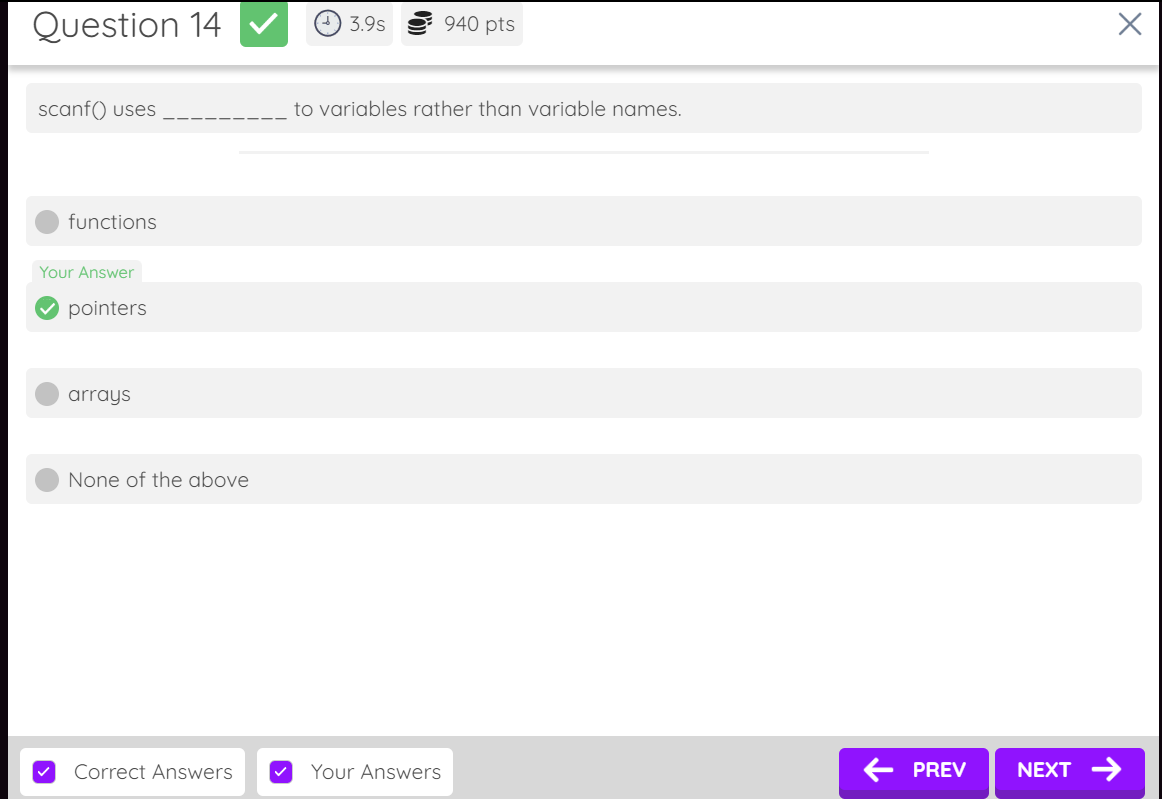 Question 14 3.9s 940 pts
scanf() uses _________ to variables rather than variable names.
functions
Your Answer
pointers
arrays
None of the above
Correct Answers Your Answers PREV NEXT